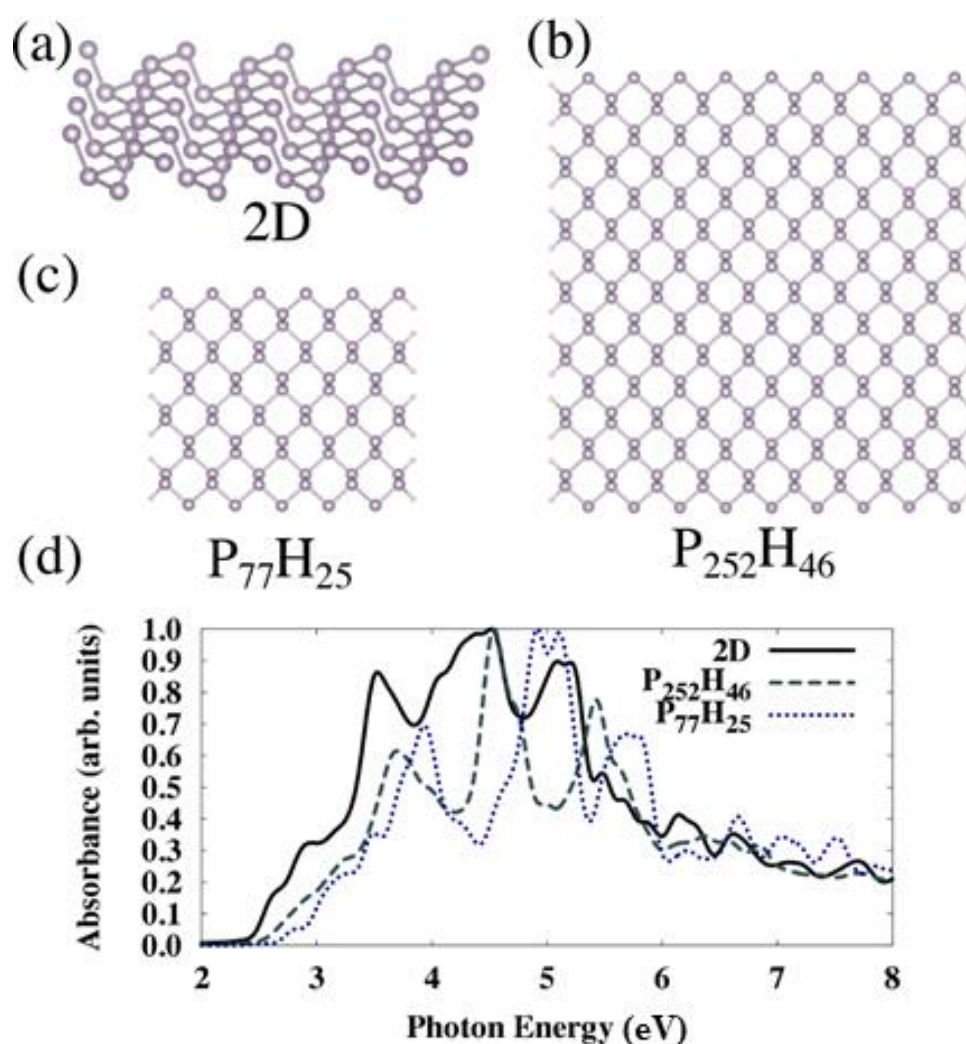 (a)
(b)
2D
(c)
P₇₇H₂₅
P₂₅₂H₄₆
(d)
Absorbance (arb. units)
1.0
0.9
0.8
0.7
0.6
0.5
0.4
0.3
0.2
0.1
0.0
2D
P₂₅₂H₄₆
P₇₇H₂₅
2 3 4 5 6 7 8
Photon Energy (eV)